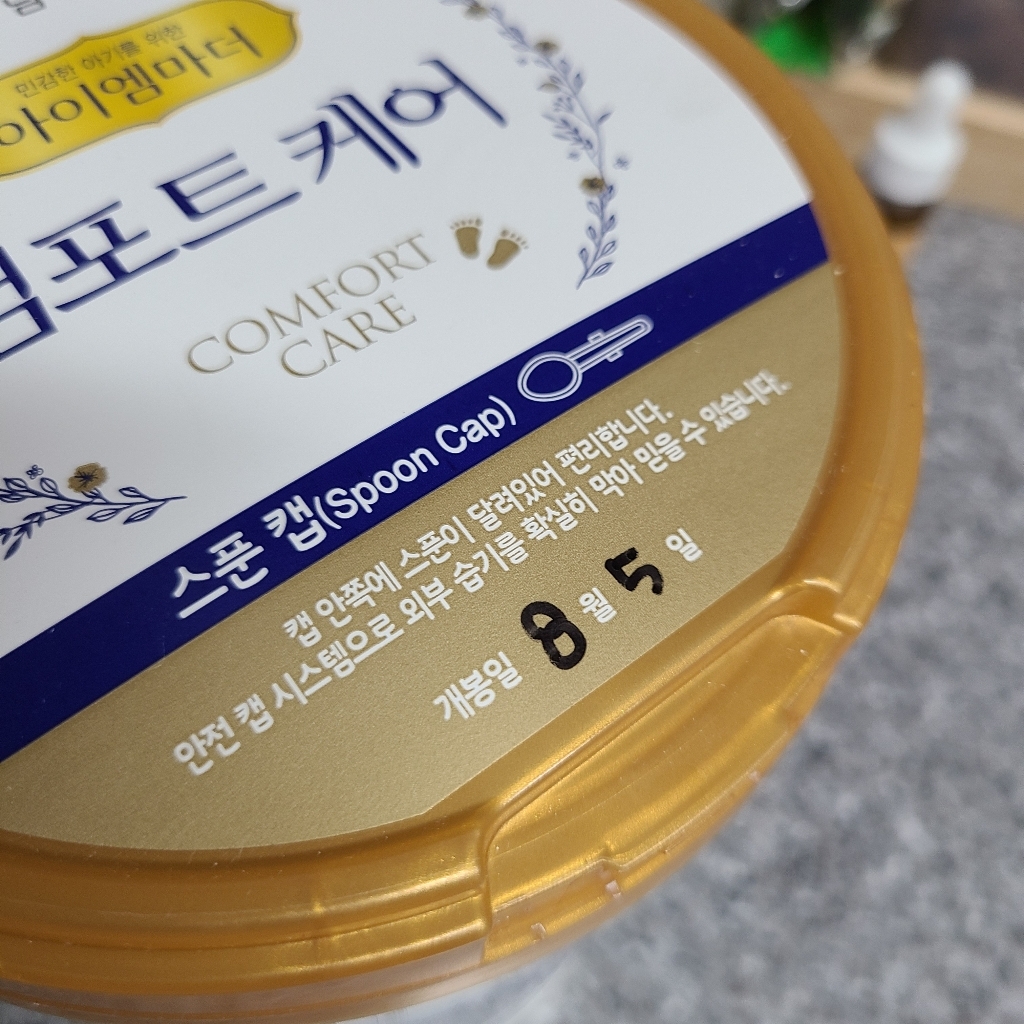 민감한 아기를 위한
아이엠마더
컴포트케어
COMFORT
CARE
스푼 캡(Spoon Cap)
캡 안쪽에 스푼이 달려있어 편리합니다.
안전 캡 시스템으로 외부 습기를 확실히 막아 믿을 수 있습니다.
개봉일 8월 5일